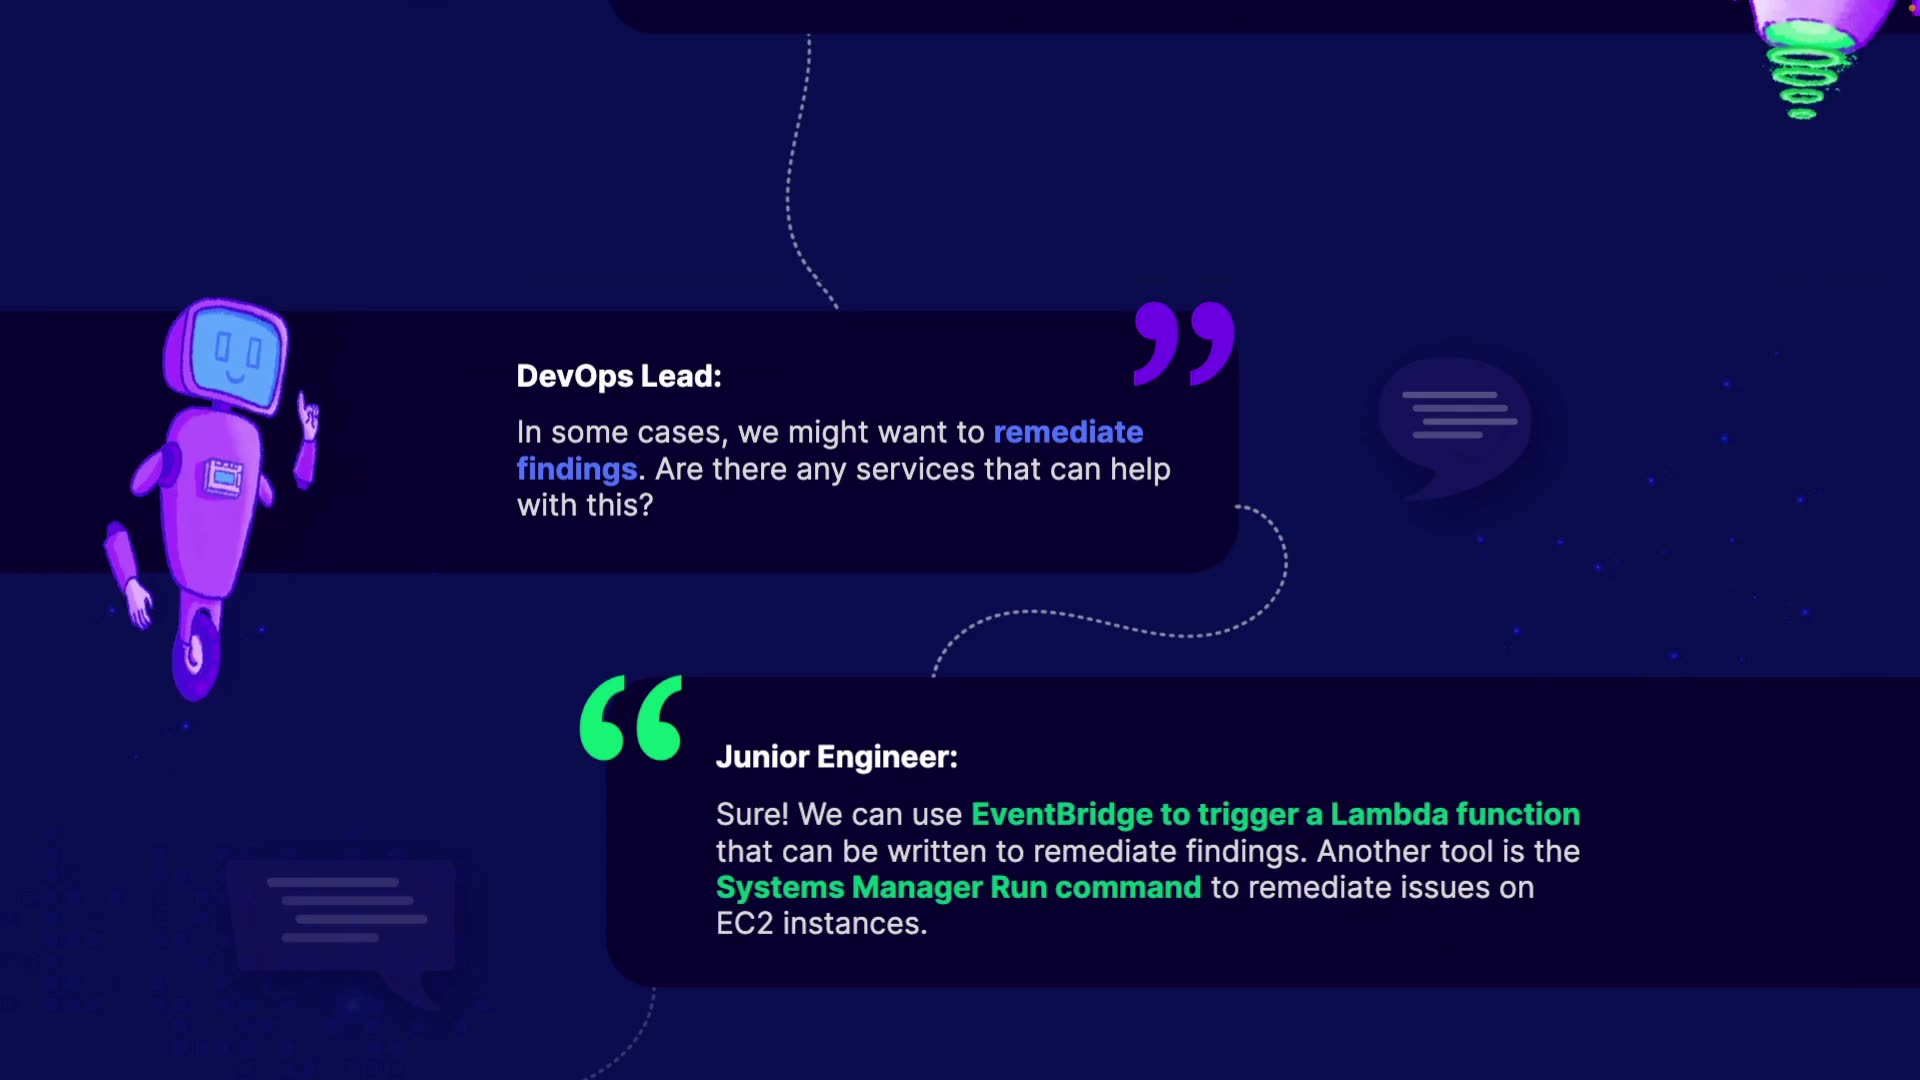 DevOps Lead:
In some cases, we might want to remediate
findings. Are there any services that can help
with this?
Junior Engineer:
Sure! We can use EventBridge to trigger a Lambda function
that can be written to remediate findings. Another tool is the
Systems Manager Run command to remediate issues on
EC2 instances.